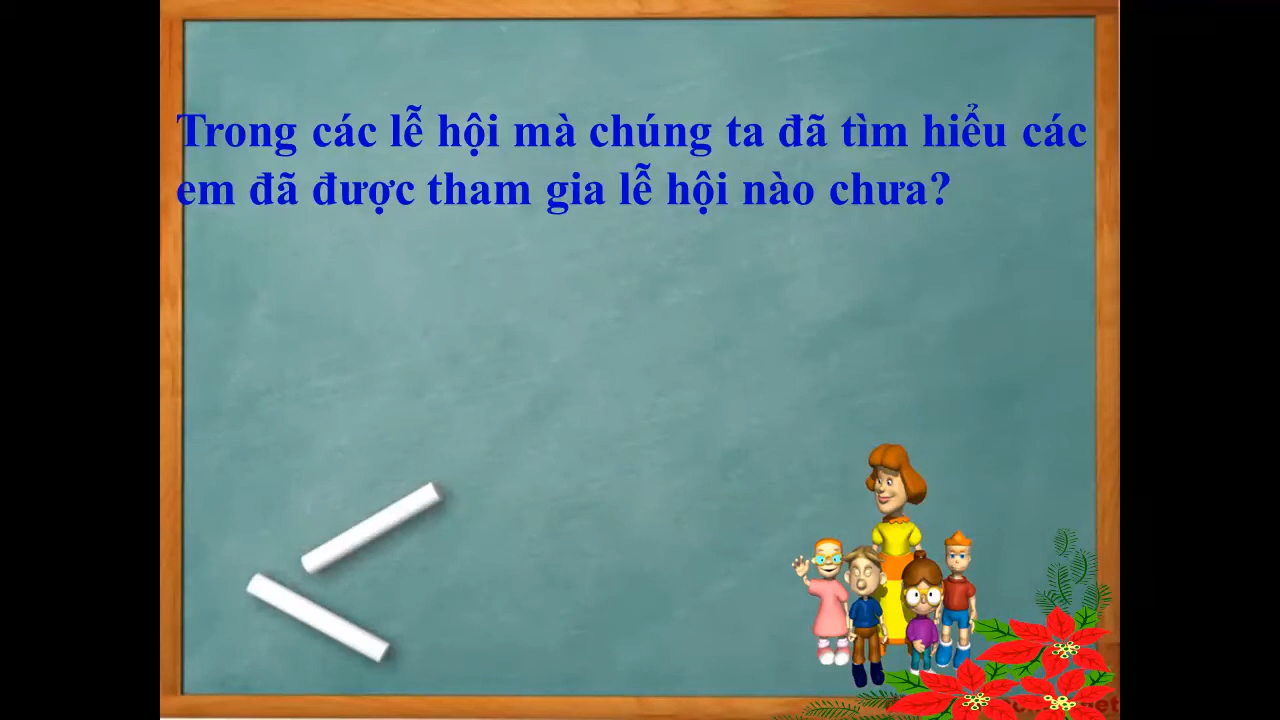 Trong các lễ hội mà chúng ta đã tìm hiểu các
em đã được tham gia lễ hội nào chưa?